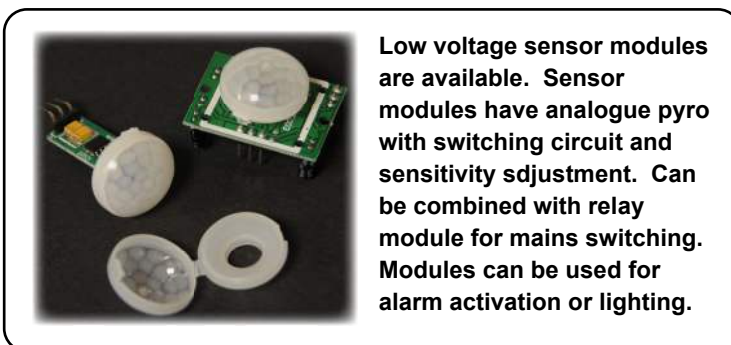 Low voltage sensor modules
are available. Sensor
modules have analogue pyro
with switching circuit and
sensitivity sdjustment. Can
be combined with relay
module for mains switching.
Modules can be used for
alarm activation or lighting.